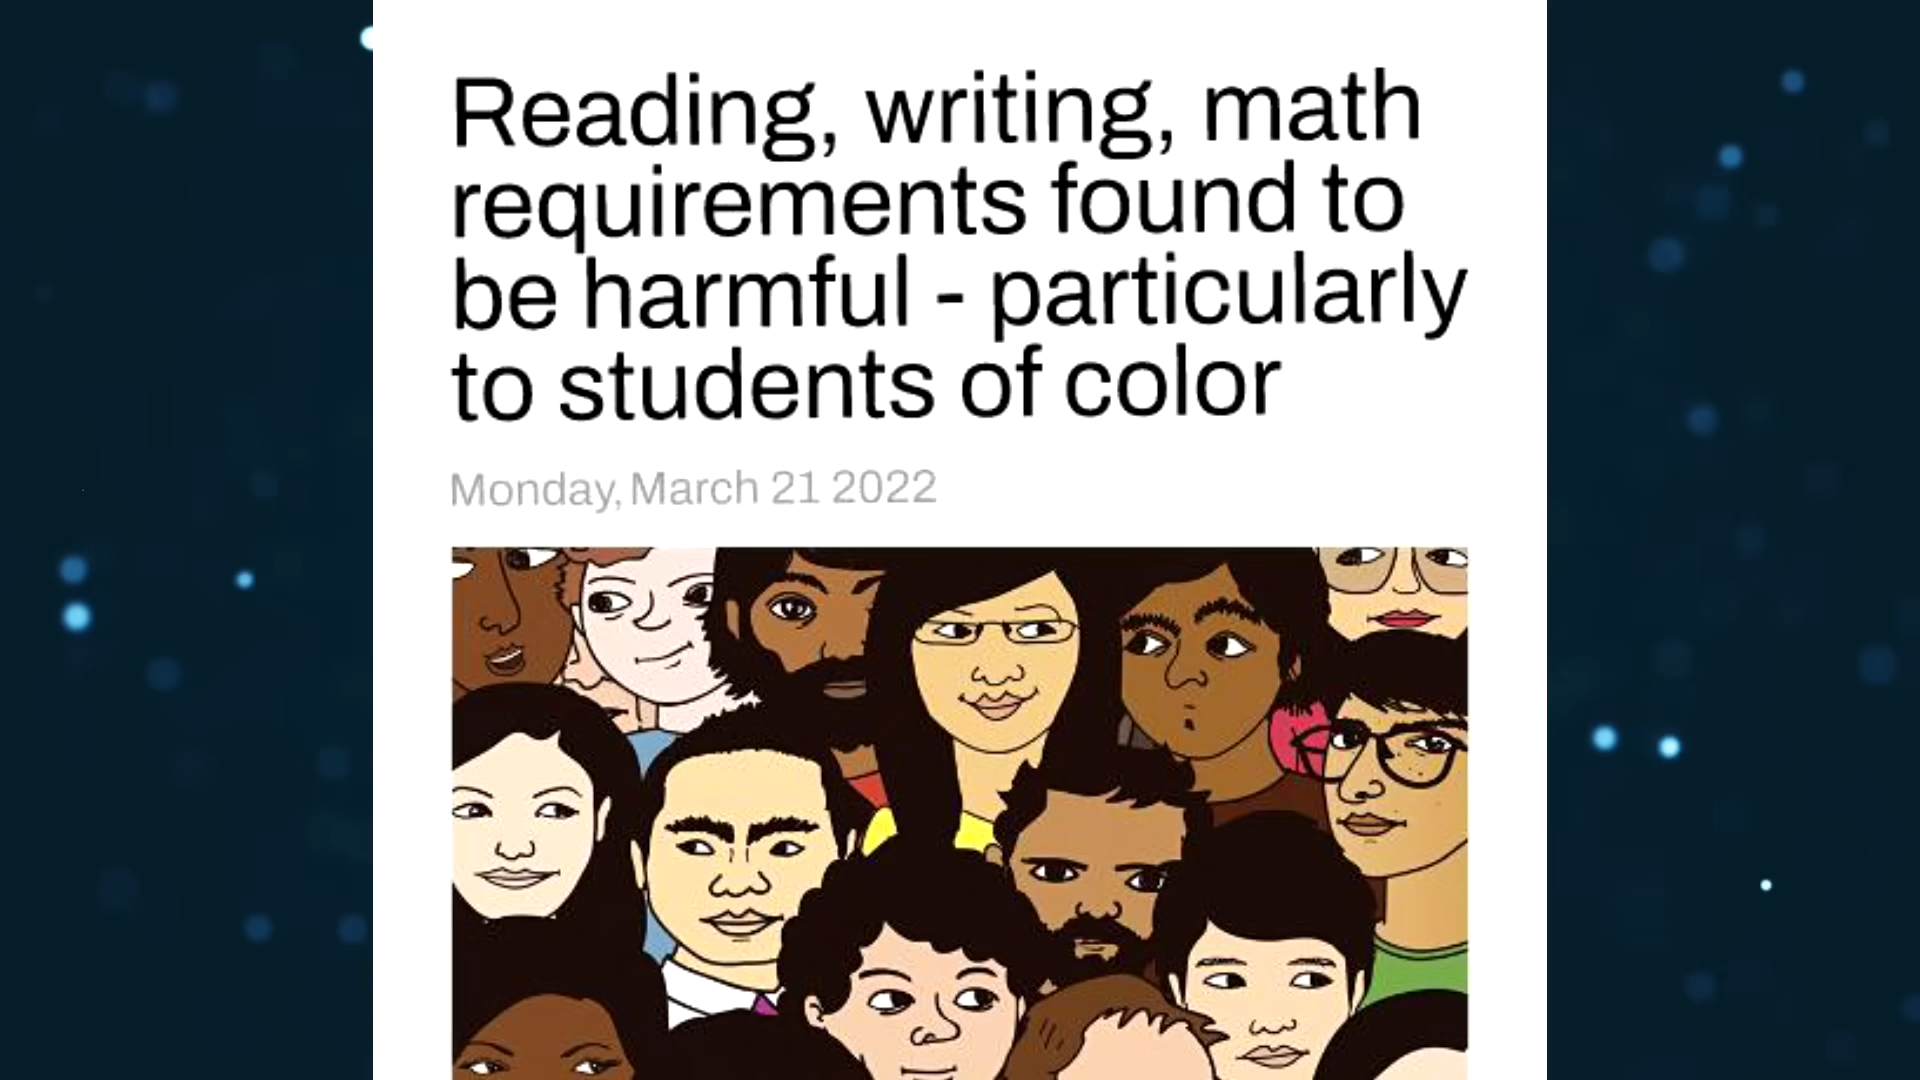 Reading, writing, math
requirements found to
be harmful - particularly
to students of color
Monday, March 21 2022